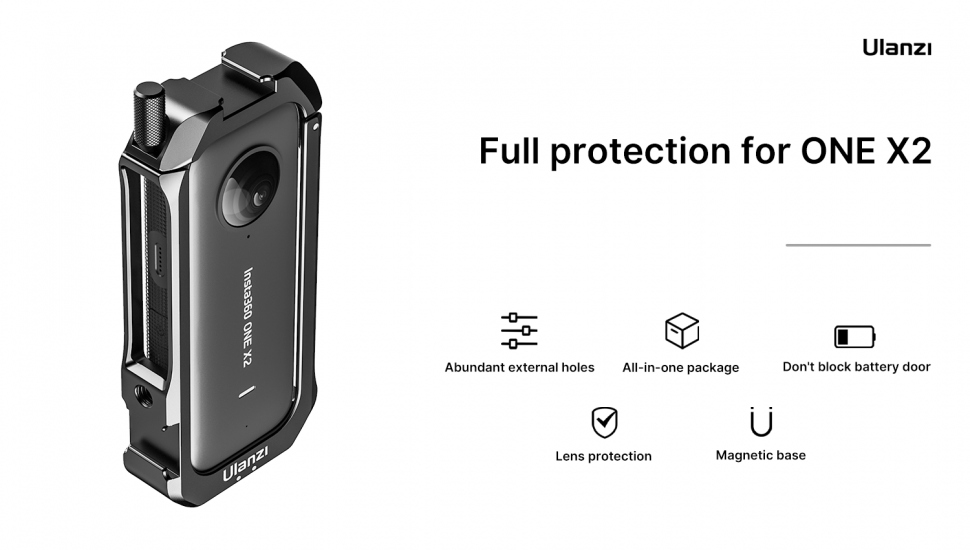 Ulanzi
Full protection for ONE X2
Insta360 ONE X2
Abundant external holes
All-in-one package
Don't block battery door
Lens protection
Magnetic base
Ulanzi